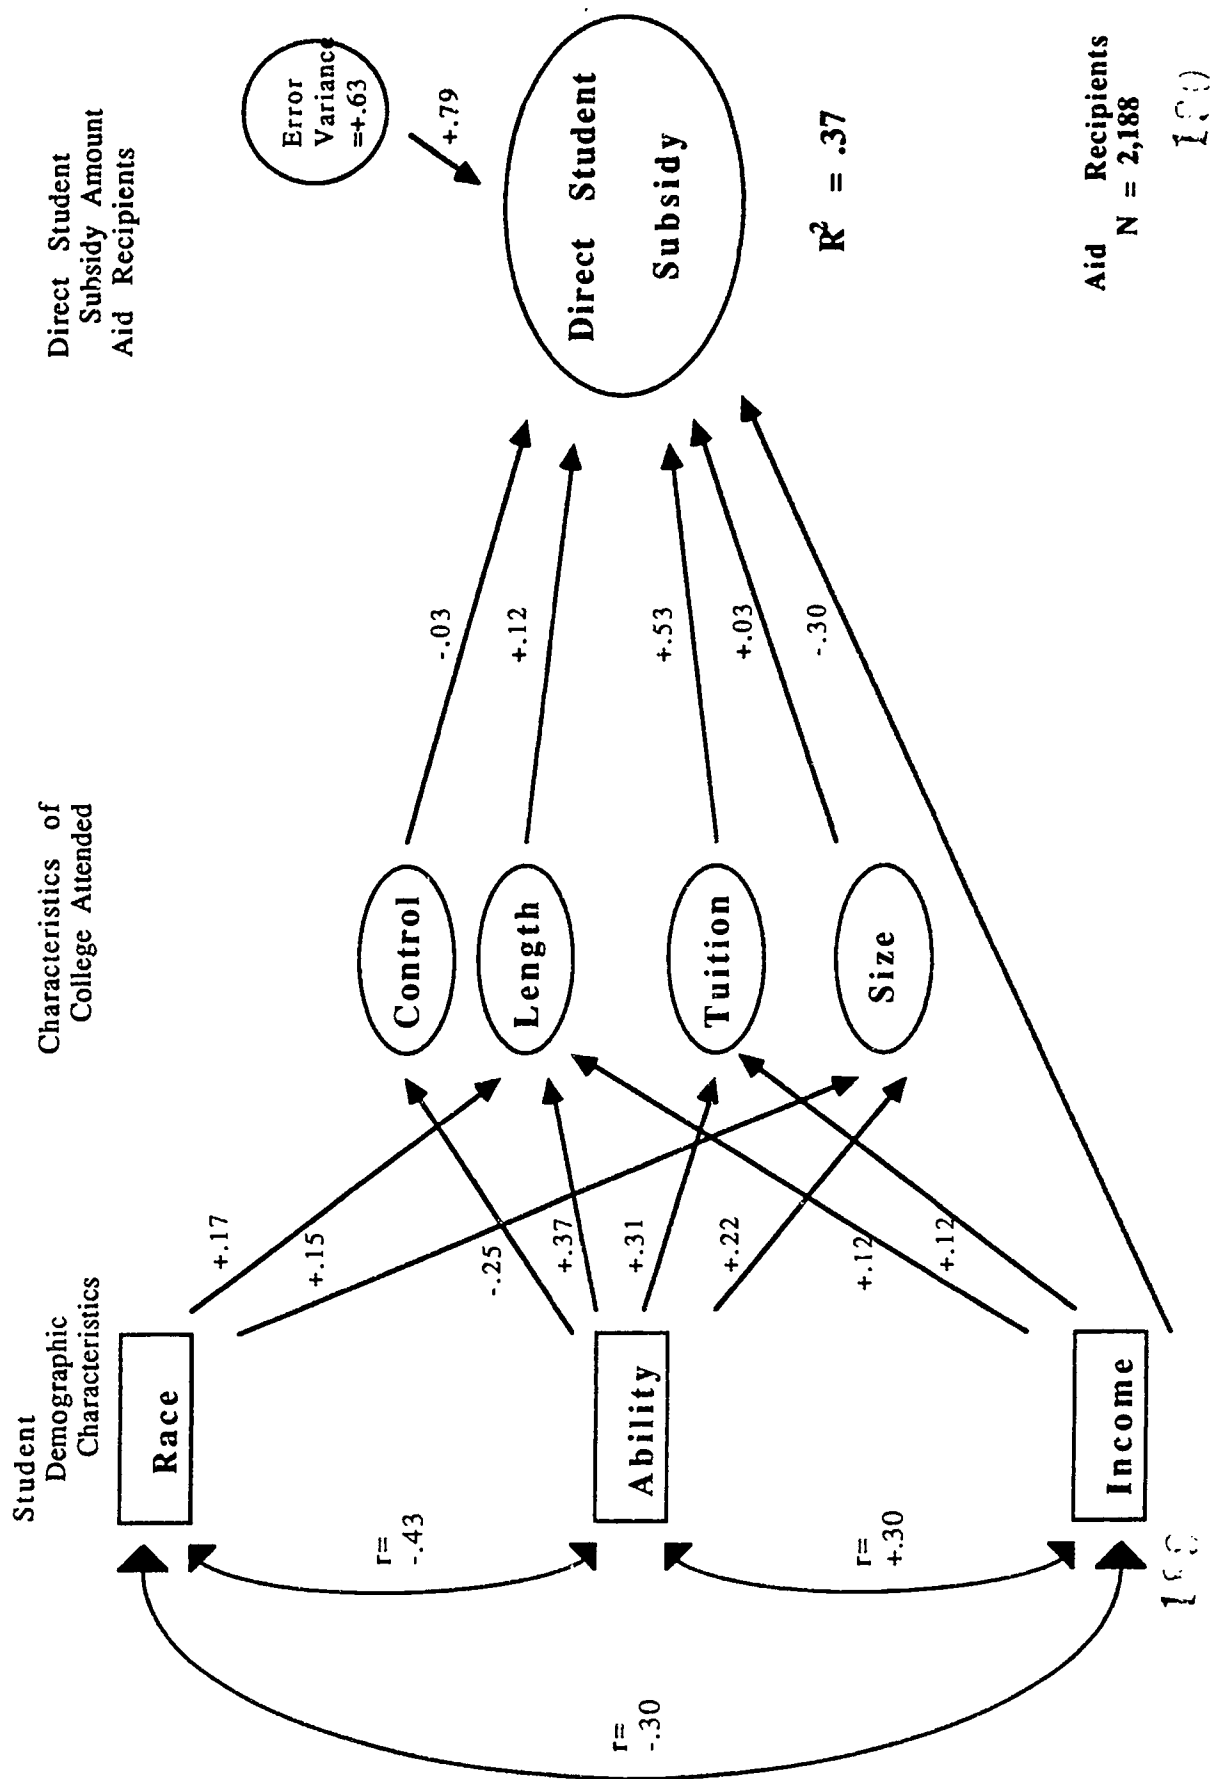 Student
Demographic
Characteristics
Characteristics of
College Attended
Direct Student
Subsidy Amount
Aid Recipients
Race
Ability
Income
r=
-.43
r=
+.30
r=
-.30
+.17
+.15
-.25
+.37
+.31
+.22
+.12
+.12
Control
Length
Tuition
Size
-.03
+.12
+.53
+.03
-.30
Error
Variance
=+.63
+.79
Direct Student
Subsidy
R² = .37
Aid Recipients
N = 2,188